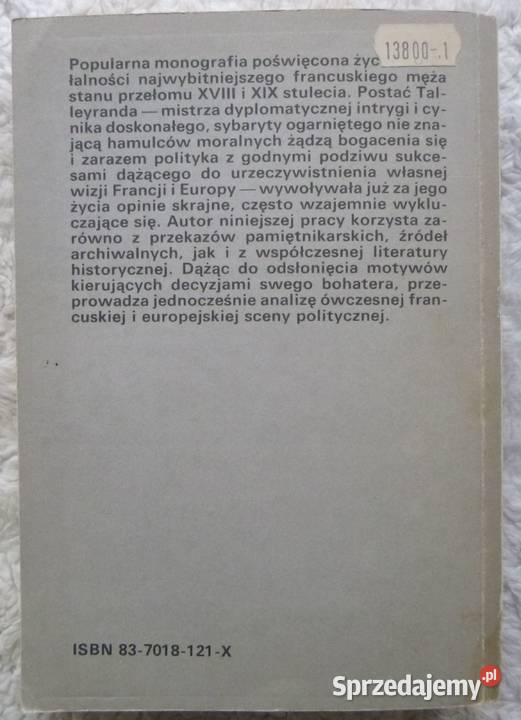 13800-.1
Popularna monografia poświęcona życ
łalności najwybitniejszego francuskiego męża
stanu przełomu XVIII i XIX stulecia. Postać Tal-
leyranda — mistrza dyplomatycznej intrygi i cy-
nika doskonałego, sybaryty ogarniętego nie zna-
jącą hamulców moralnych żądzą bogacenia się
i zarazem polityka z godnymi podziwu sukce-
sami dążącego do urzeczywistnienia własnej
wizji Francji i Europy — wywoływała już za jego
życia opinie skrajne, często wzajemnie wyklu-
czające się. Autor niniejszej pracy korzysta za-
równo z przekazów pamiętnikarskich, źródeł
archiwalnych, jak i z współczesnej literatury
historycznej. Dążąc do odsłonięcia motywów
kierujących decyzjami swego bohatera, prze-
prowadza jednocześnie analizę ówczesnej fran-
cuskiej i europejskiej sceny politycznej.
ISBN 83-7018-121-X
Sprzedajemy.pl